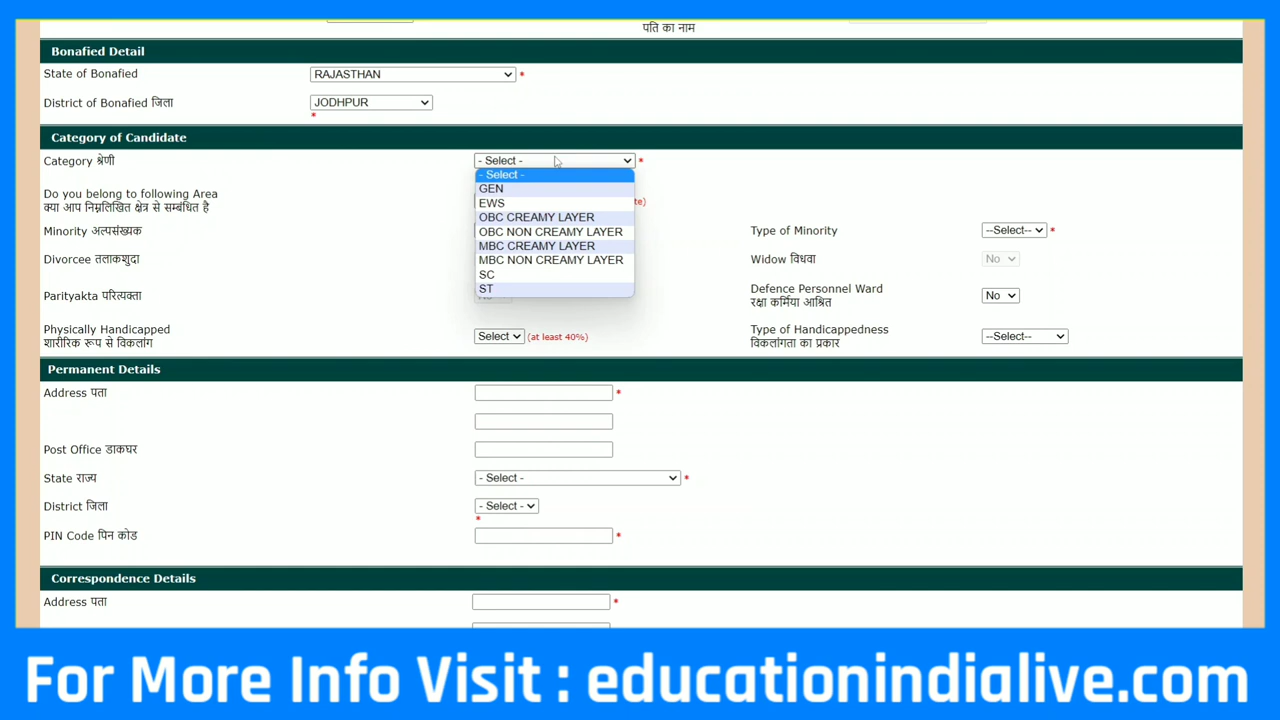 पति का नाम
Bonafied Detail
State of Bonafied
RAJASTHAN
*
District of Bonafied जिला
JODHPUR
*
Category of Candidate
Category श्रेणी
- Select -
*
- Select -
GEN
EWS
OBC CREAMY LAYER
OBC NON CREAMY LAYER
MBC CREAMY LAYER
MBC NON CREAMY LAYER
SC
ST
Do you belong to following Area
क्या आप निम्नलिखित क्षेत्र से सम्बंधित है
te)
Minority अल्पसंख्यक
Type of Minority
--Select--
*
Divorcee तलाकशुदा
Widow विधवा
No
Parityakta परित्यक्ता
No
Defence Personnel Ward
रक्षा कर्मिया आश्रित
No
Physically Handicapped
शारीरिक रूप से विकलांग
Select
(at least 40%)
Type of Handicappedness
विकलांगता का प्रकार
--Select--
Permanent Details
Address पता
*
Post Office डाकघर
State राज्य
- Select -
*
District जिला
- Select -
*
PIN Code पिन कोड
*
Correspondence Details
Address पता
*
For More Info Visit : educationindialive.com